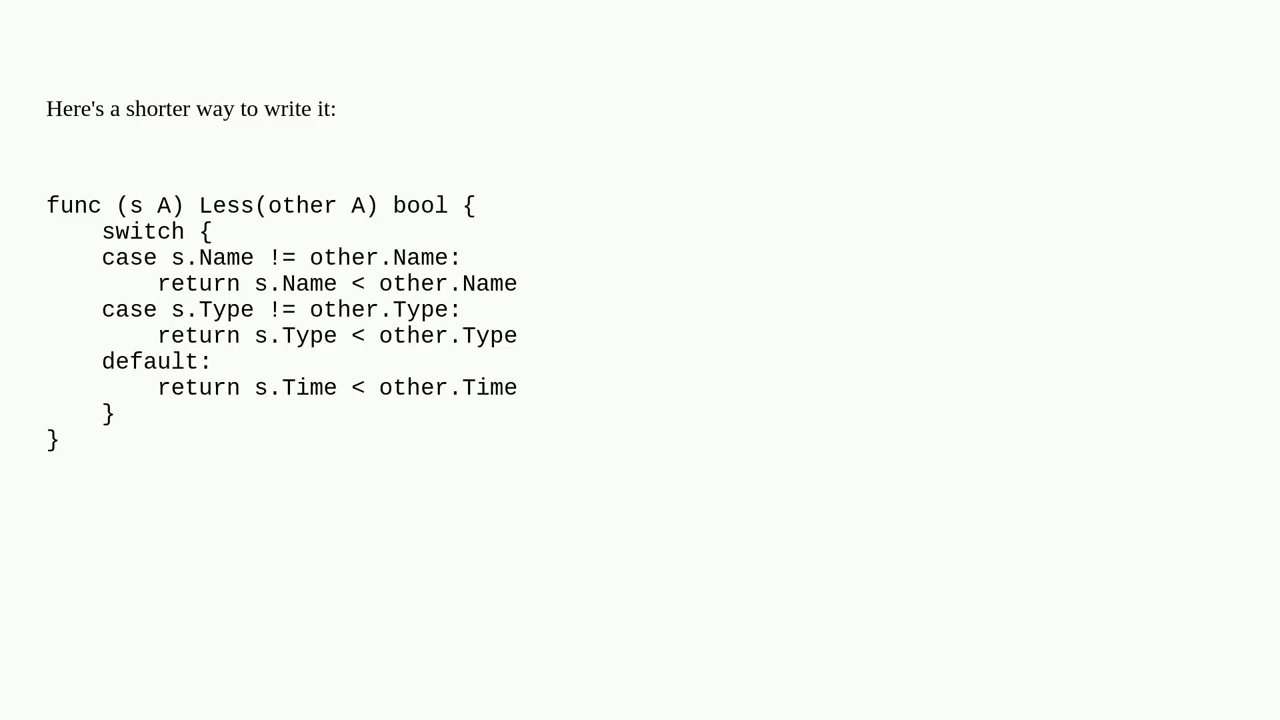 Here's a shorter way to write it:
func (s A) Less(other A) bool {
    switch {
    case s.Name != other.Name:
        return s.Name < other.Name
    case s.Type != other.Type:
        return s.Type < other.Type
    default:
        return s.Time < other.Time
    }
}